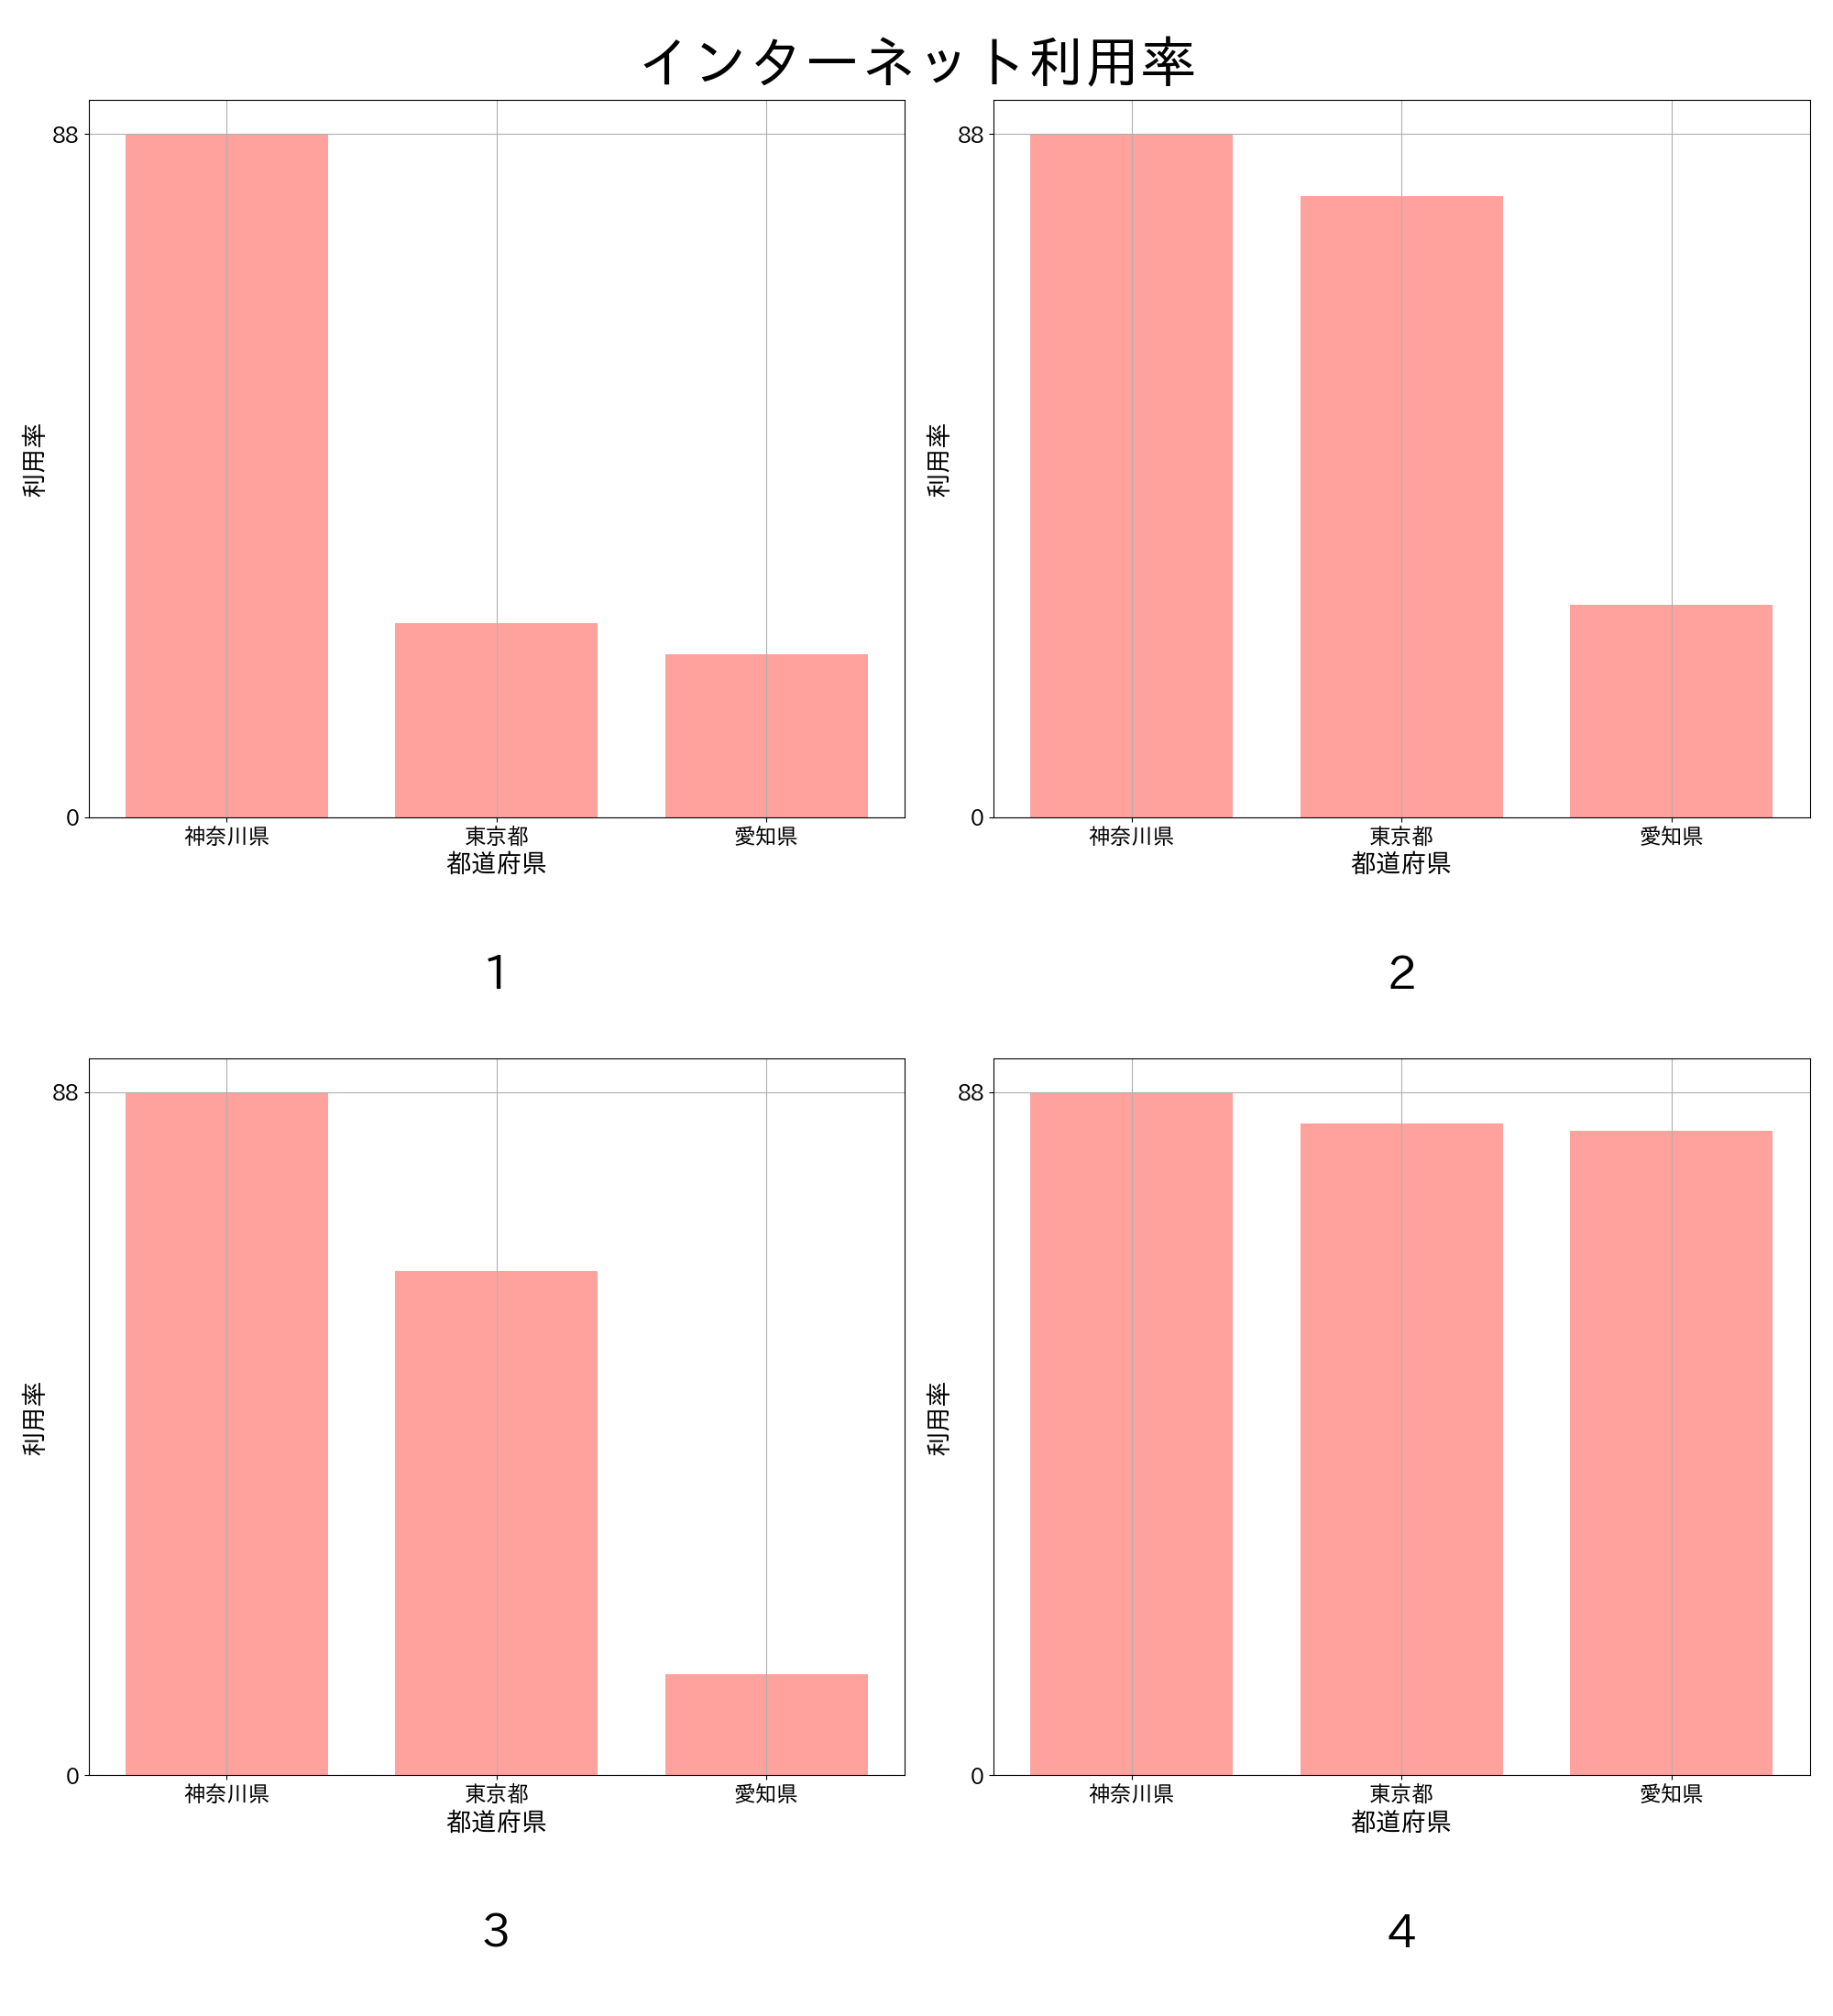 インターネット利用率
88
0
利用率
神奈川県 東京都 愛知県
都道府県
1
88
0
利用率
神奈川県 東京都 愛知県
都道府県
2
88
0
利用率
神奈川県 東京都 愛知県
都道府県
3
88
0
利用率
神奈川県 東京都 愛知県
都道府県
4